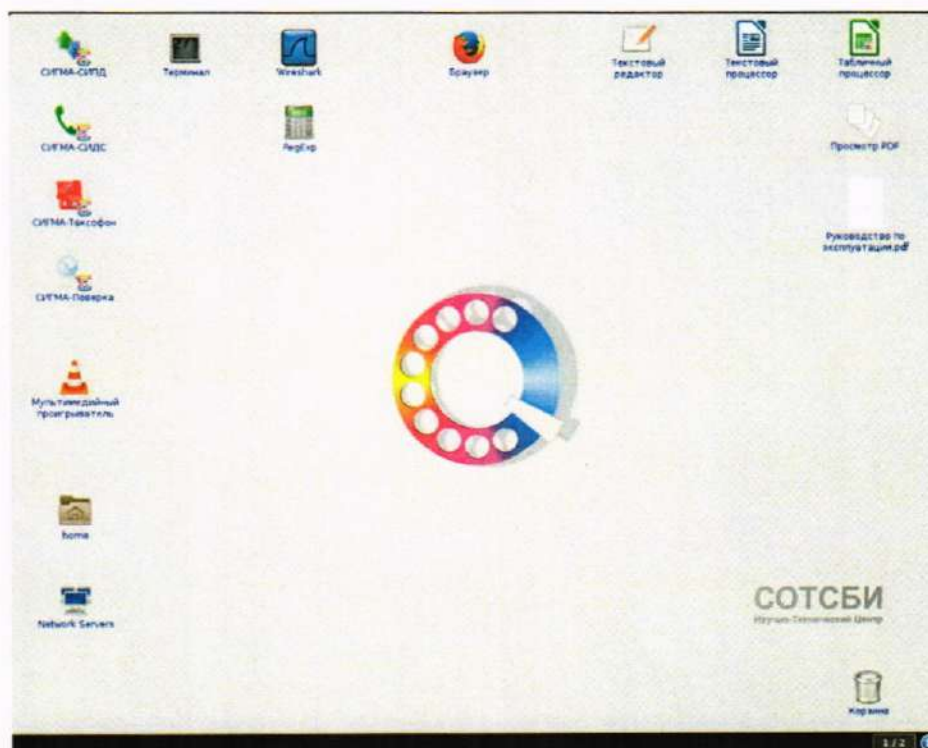 СИГМА-СИПД
Терминал
Wireshark
Браузер
Текстовый
редактор
Текстовый
процессор
Табличный
процессор
СИГМА-СИДС
RegExp
Просмотр PDF
СИГМА-Таксофон
Руководство по
эксплуатации.pdf
СИГМА-Поверка
Мультимедийный
проигрыватель
home
Network Servers
СОТСБИ
Научно-Технический Центр
Корзина
1 / 2